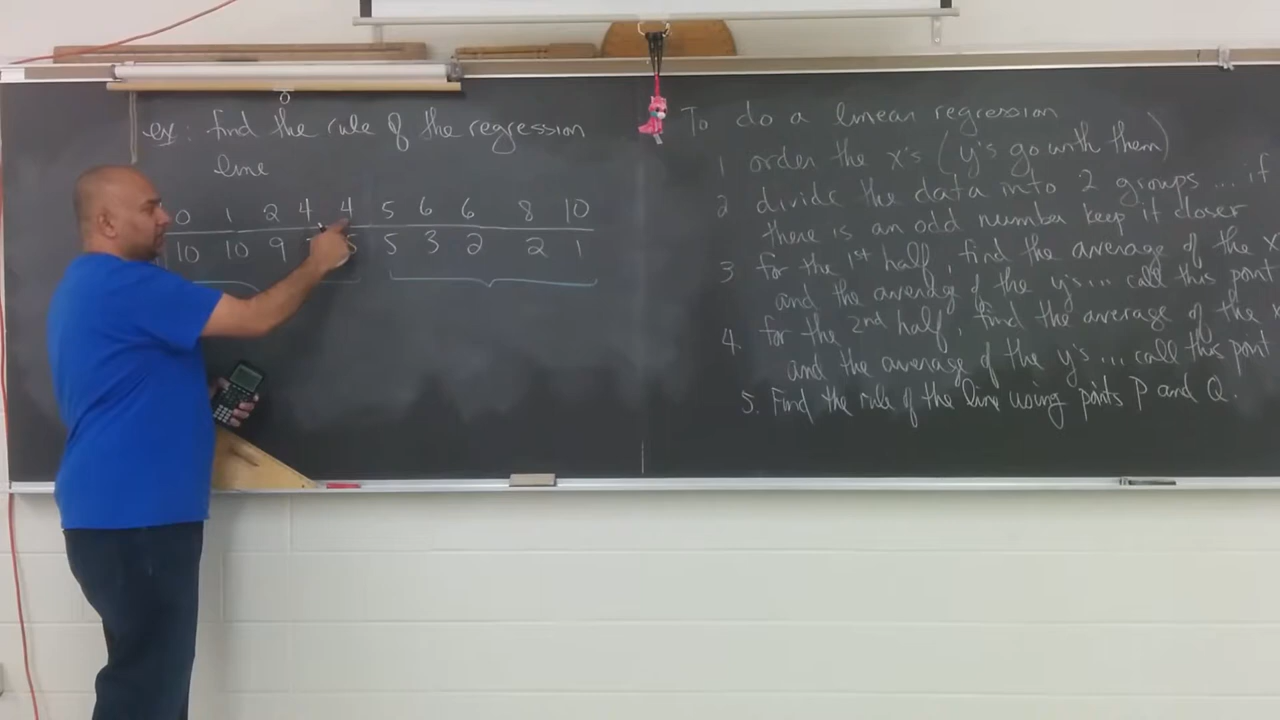 ex: find the rule of the regression
line
0 1 2 4 4 5 6 6 8 10
10 10 9 5 3 2 2 1
To do a linear regression
1 order the x's (y's go with them)
2 divide the data into 2 groups ... if
there is an odd number keep it closer
3 for the 1st half, find the average of the x
and the average of the y's ... call this point
4. for the 2nd half, find the average of the x
and the average of the y's ... call this point
5. Find the rule of the line using points P and Q.